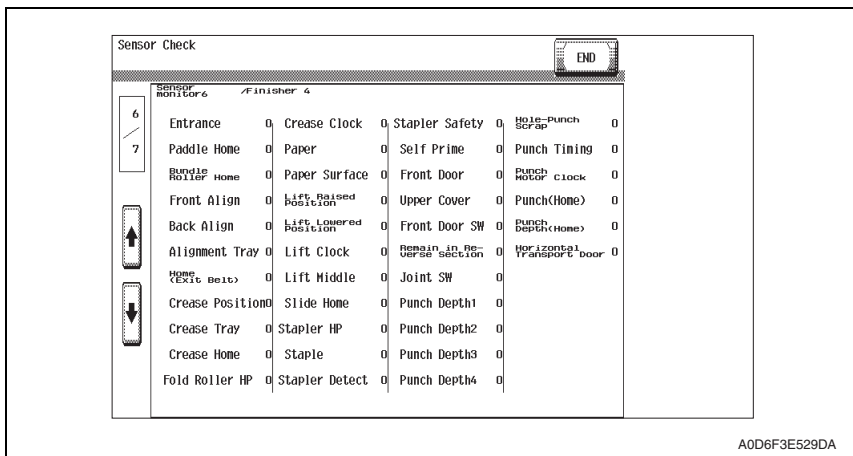 Sensor Check
END
Sensor
monitor6 /Finisher 4
6
/
7
Entrance 0
Paddle Home 0
Bundle
Roller Home 0
Front Align 0
Back Align 0
Alignment Tray 0
Home
(Exit Belt) 0
Crease Position0
Crease Tray 0
Crease Home 0
Fold Roller HP 0
Crease Clock 0
Paper 0
Paper Surface 0
Lift Raised
Position 0
Lift Lowered
Position 0
Lift Clock 0
Lift Middle 0
Slide Home 0
Stapler HP 0
Staple 0
Stapler Detect 0
Stapler Safety 0
Self Prime 0
Front Door 0
Upper Cover 0
Front Door SW 0
Remain in Re-
verse Section 0
Joint SW 0
Punch Depth1 0
Punch Depth2 0
Punch Depth3 0
Punch Depth4 0
Hole-Punch
Scrap 0
Punch Timing 0
Punch
Motor Clock 0
Punch(Home) 0
Punch
Depth(Home) 0
Horizontal
Transport Door 0
A0D6F3E529DA